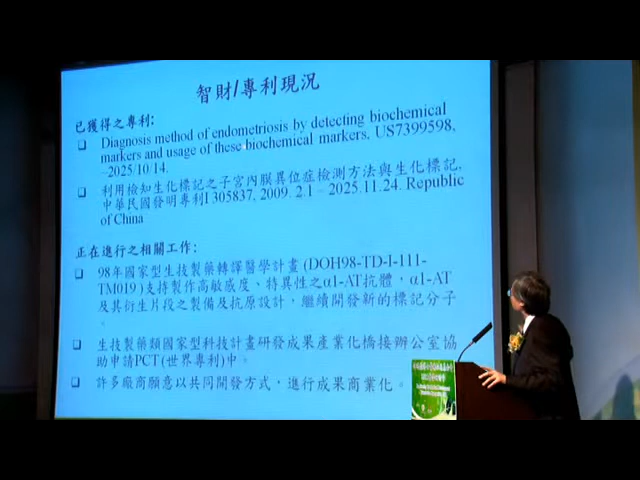 智財/專利現況
已獲得之專利:
❑ Diagnosis method of endometriosis by detecting biochemical
markers and usage of these biochemical markers. US7399598,
–2025/10/14.
❑ 利用檢知生化標記之子宮內膜異位症檢測方法與生化標記,
中華民國發明專利I 305837, 2009. 2.1 – 2025.11.24. Republic
of China
正在進行之相關工作:
❑ 98年國家型生技製藥轉譯醫學計畫 (DOH98-TD-I-111-
TM019 )支持製作高敏感度、特異性之α1-AT抗體，α1-AT
及其衍生片段之製備及抗原設計，繼續開發新的標記分子
。
❑ 生技製藥類國家型科技計畫研發成果產業化橋接辦公室協
助申請PCT(世界專利)中。
❑ 許多廠商願意以共同開發方式，進行成果商業化。